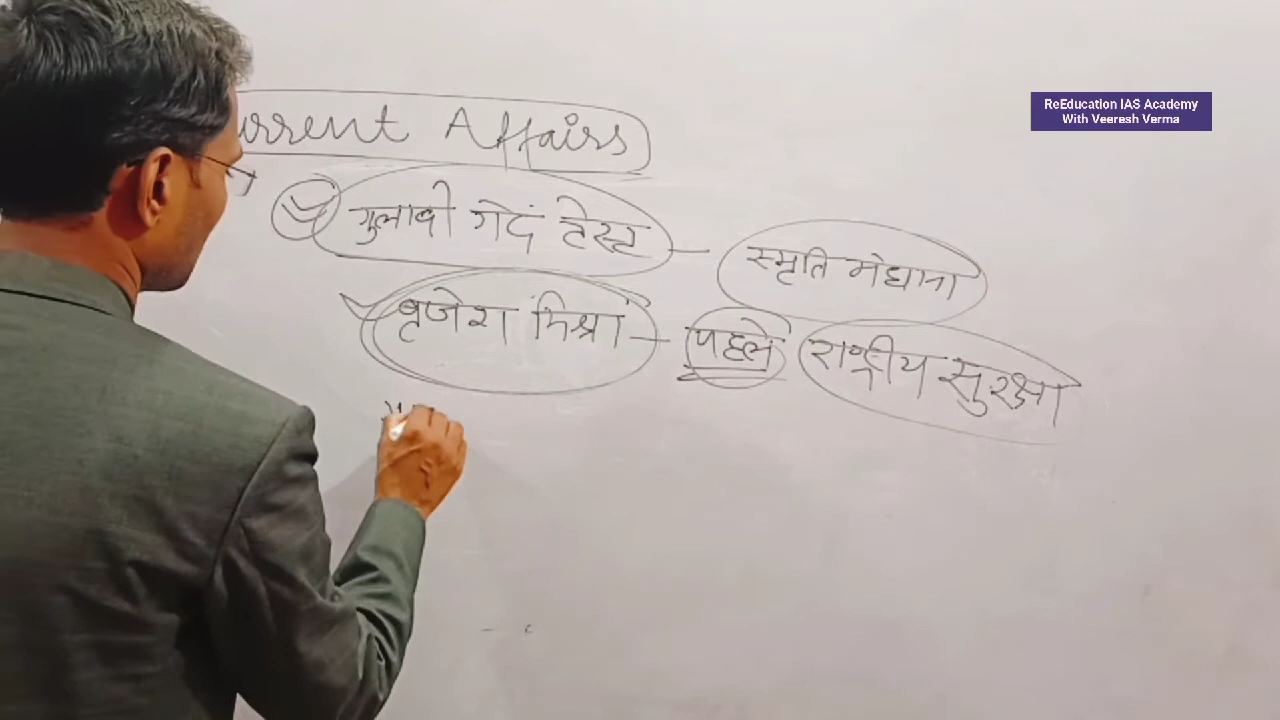 urrent Affairs
ReEducation IAS Academy
With Veeresh Verma
गुलाबी गेदं टेस्ट - स्मृति मंधाना
बृजेश मिश्रा - पहले राष्ट्रीय सुरक्षा